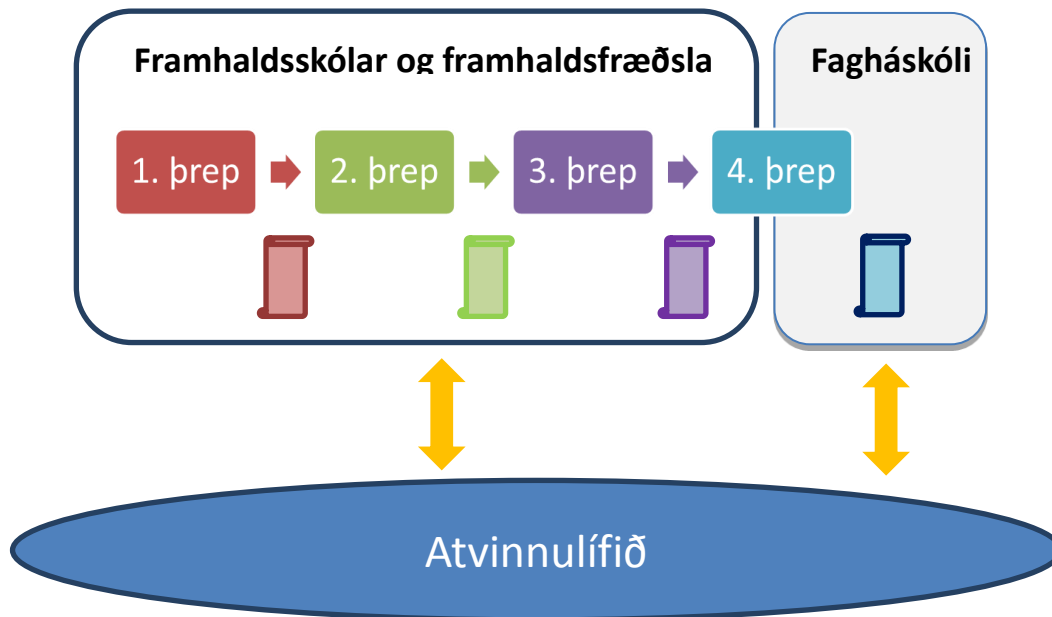 Framhaldsskólar og framhaldsfræðsla
Fagháskóli
1. þrep
2. þrep
3. þrep
4. þrep
Atvinnulífið